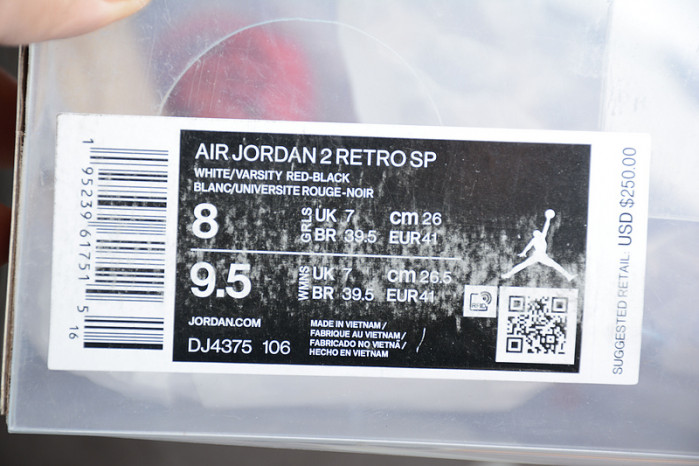 AIR JORDAN 2 RETRO SP
WHITE/VARSITY RED-BLACK
BLANC/UNIVERSITE ROUGE-NOIR
8 GRLS UK 7 cm 26
BR 39.5 EUR 41
9.5 WMNS UK 7 cm 26.5
BR 39.5 EUR 41
JORDAN.COM
DJ4375 106
MADE IN VIETNAM/
FABRIQUE AU VIETNAM/
FABRICADO NO VIETNÃ/
HECHO EN VIETNAM
1 95239 61751 5 16
SUGGESTED RETAIL: USD $250.00